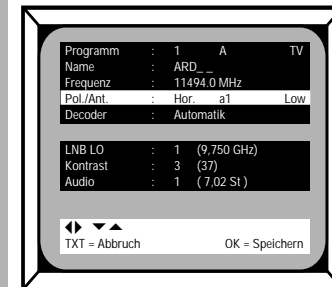 Programm : 1 A TV
Name : ARD_ _
Frequenz : 11494.0 MHz
Pol./Ant. : Hor. a1 Low
Decoder : Automatik
LNB LO : 1 (9,750 GHz)
Kontrast : 3 (37)
Audio : 1 ( 7,02 St )
TXT = Abbruch OK = Speichern